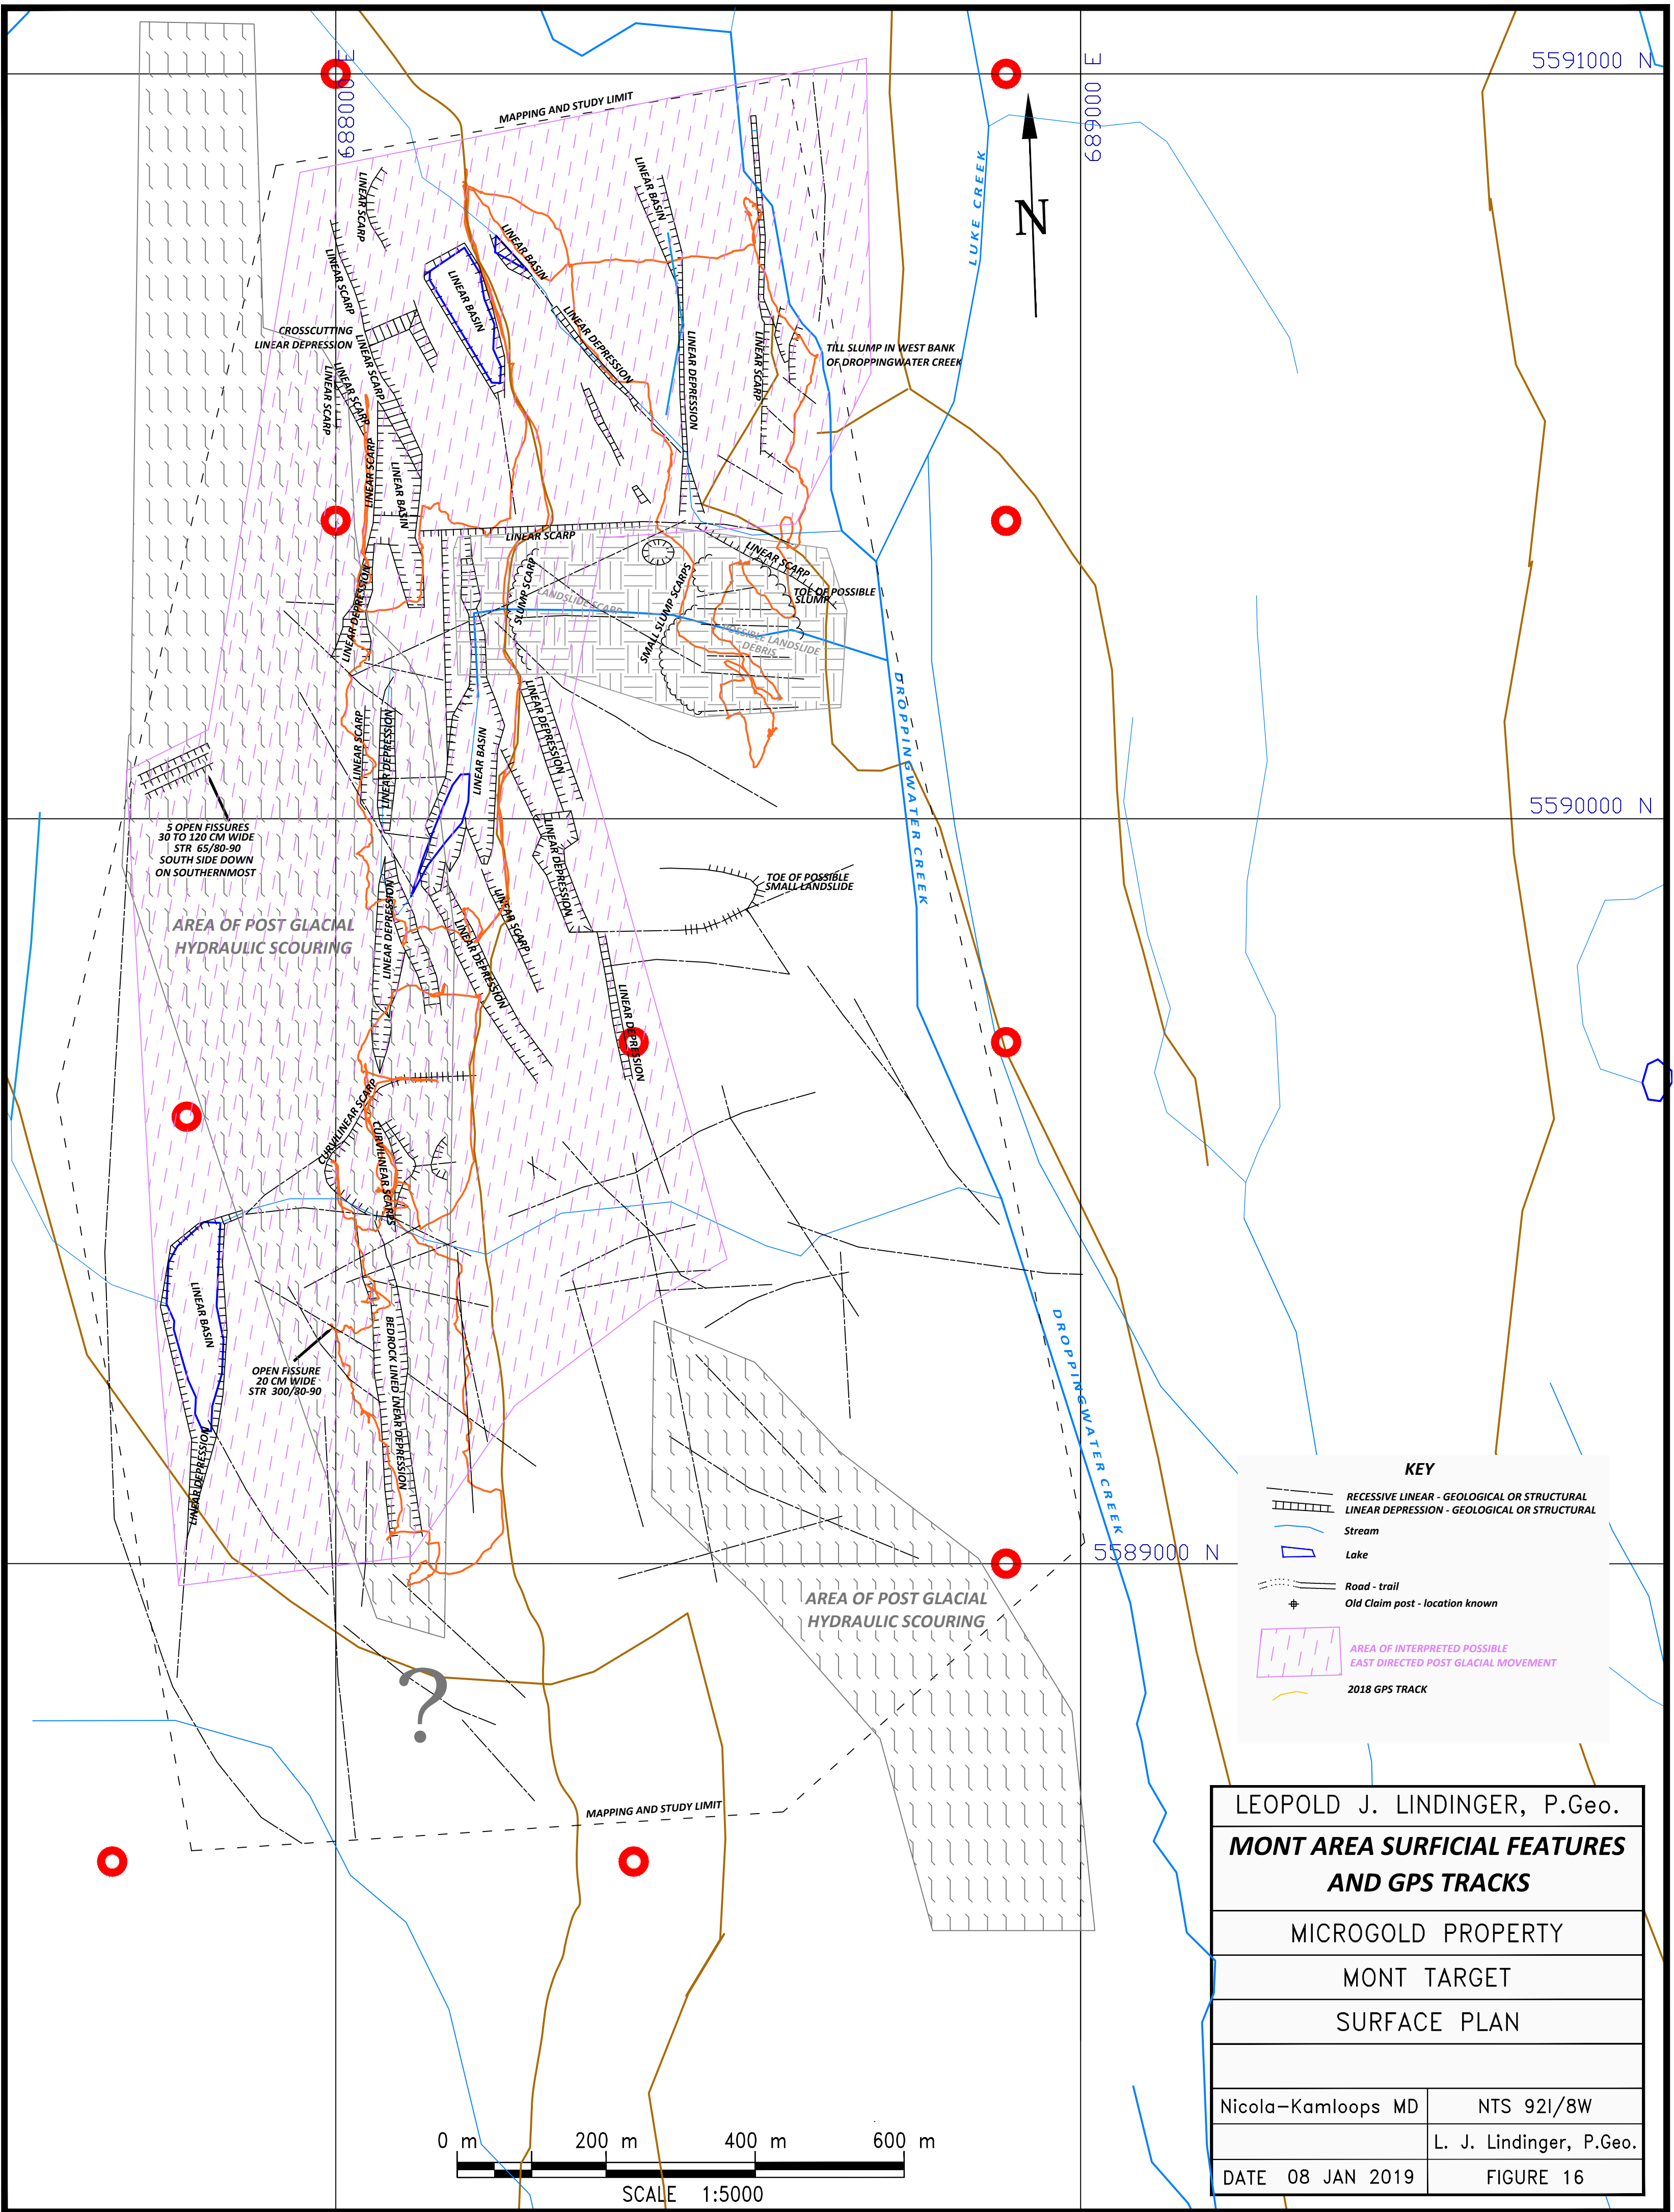 5591000 N
688000 E
689000 E
MAPPING AND STUDY LIMIT
LUKE CREEK
N
LINEAR SCARP
LINEAR BASIN
LINEAR BASIN
LINEAR SCARP
LINEAR BASIN
CROSSCUTTING
LINEAR DEPRESSION
LINEAR DEPRESSION
LINEAR SCARP
LINEAR SCARP
LINEAR SCARP
LINEAR DEPRESSION
LINEAR SCARP
TILL SLUMP IN WEST BANK
OF DROPPINGWATER CREEK
LINEAR SCARP
LINEAR BASIN
LINEAR SCARP
LINEAR SCARP
LINEAR DEPRESSION
SLUMP SCARP
LANDSLIDE SCARP
SMALL SLUMP SCARPS
TOE OF POSSIBLE
SLUMP
POSSIBLE LANDSLIDE
DEBRIS
DROPPINGWATER CREEK
LINEAR DEPRESSION
LINEAR SCARP
LINEAR DEPRESSION
LINEAR BASIN
5590000 N
5 OPEN FISSURES
30 TO 120 CM WIDE
STR 65/80-90
SOUTH SIDE DOWN
ON SOUTHERNMOST
LINEAR DEPRESSION
TOE OF POSSIBLE
SMALL LANDSLIDE
AREA OF POST GLACIAL
HYDRAULIC SCOURING
LINEAR DEPRESSION
LINEAR SCARP
LINEAR DEPRESSION
LINEAR DEPRESSION
CURVILINEAR SCARP
CURVILINEAR SCARPS
LINEAR BASIN
OPEN FISSURE
20 CM WIDE
STR 300/80-90
BEDROCK LINED LINEAR DEPRESSION
LINEAR DEPRESSION
DROPPINGWATER CREEK
5589000 N
AREA OF POST GLACIAL
HYDRAULIC SCOURING
?
MAPPING AND STUDY LIMIT
KEY
RECESSIVE LINEAR - GEOLOGICAL OR STRUCTURAL
LINEAR DEPRESSION - GEOLOGICAL OR STRUCTURAL
Stream
Lake
Road - trail
Old Claim post - location known
AREA OF INTERPRETED POSSIBLE
EAST DIRECTED POST GLACIAL MOVEMENT
2018 GPS TRACK
LEOPOLD J. LINDINGER, P.Geo.
MONT AREA SURFICIAL FEATURES
AND GPS TRACKS
MICROGOLD PROPERTY
MONT TARGET
SURFACE PLAN
Nicola-Kamloops MD
NTS 92I/8W
L. J. Lindinger, P.Geo.
DATE 08 JAN 2019
FIGURE 16
0 m 200 m 400 m 600 m
SCALE 1:5000